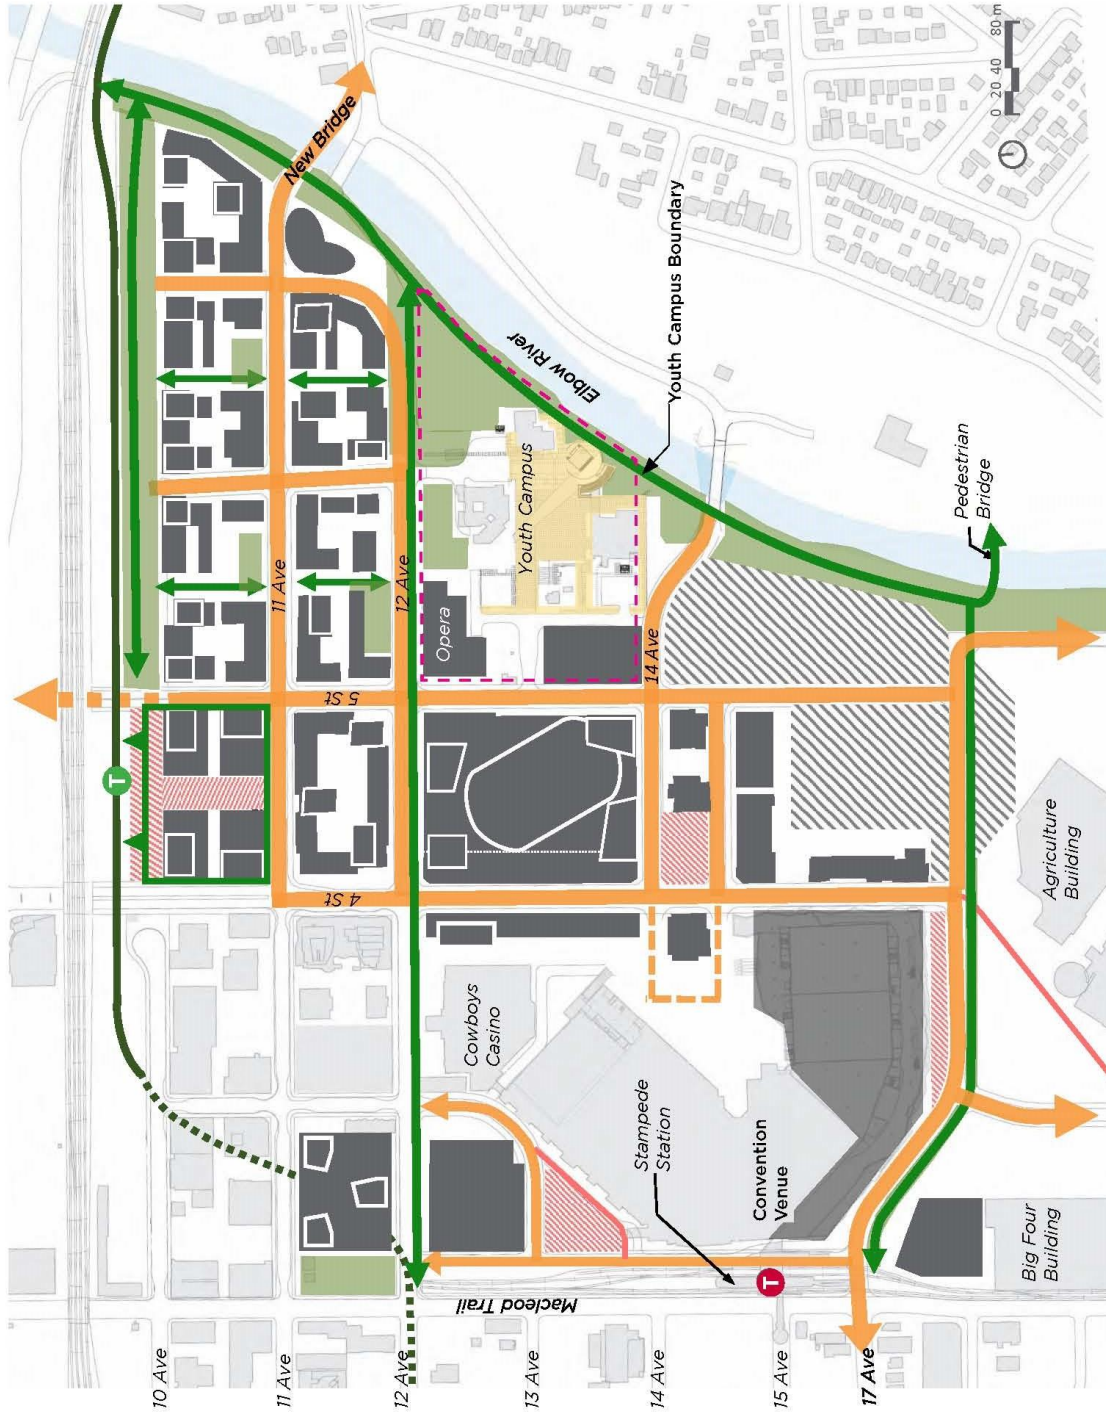 0 20 40 80 m
New Bridge
Elbow River
Youth Campus Boundary
Pedestrian
Bridge
Youth Campus
Opera
11 Ave
12 Ave
14 Ave
5 St
4 St
T
Agriculture
Building
Cowboys
Casino
Stampede
Station
Convention
Venue
T
Big Four
Building
Macleod Trail
10 Ave
11 Ave
12 Ave
13 Ave
14 Ave
15 Ave
17 Ave